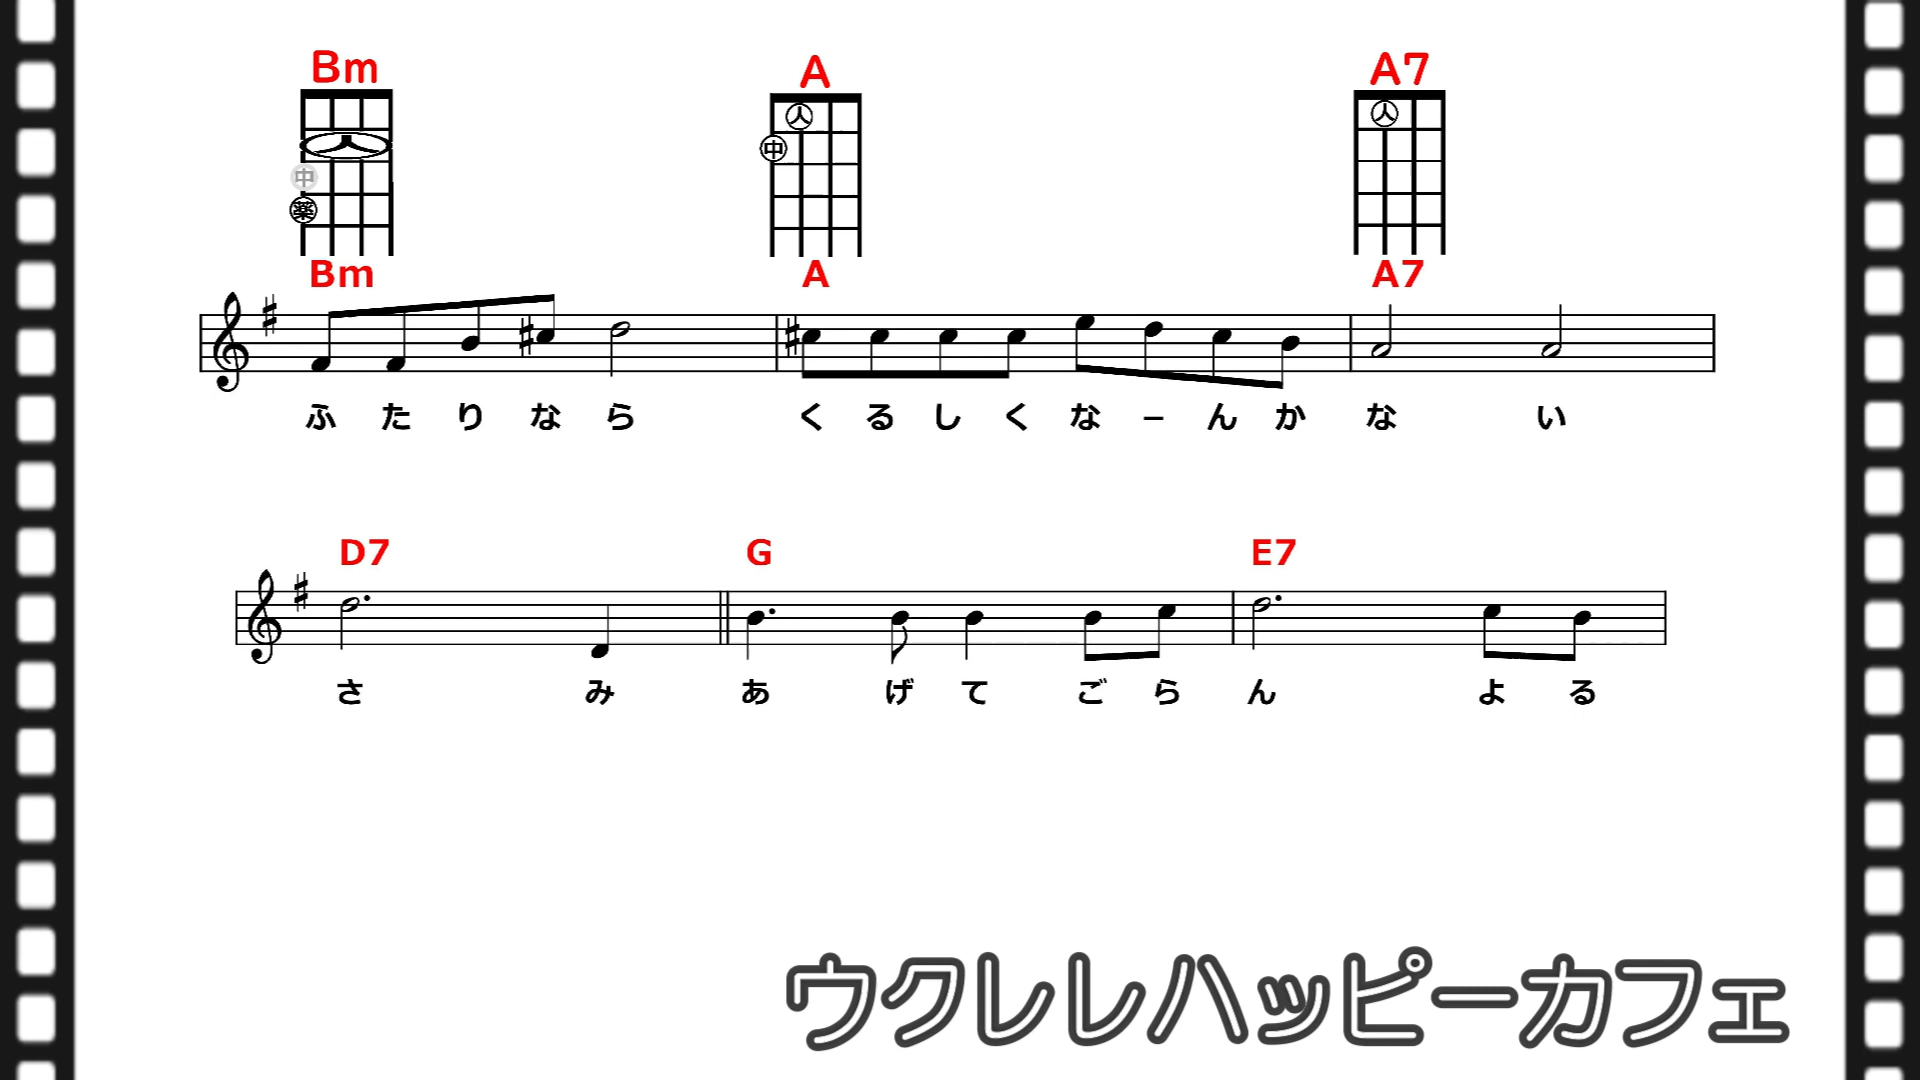 Bm A A7
人 人 人
中
中
薬
Bm A A7
ふ た り な ら く る し く な – ん か な い
D7 G E7
さ み あ げ て ご ら ん よ る
ウクレレハッピーカフェ